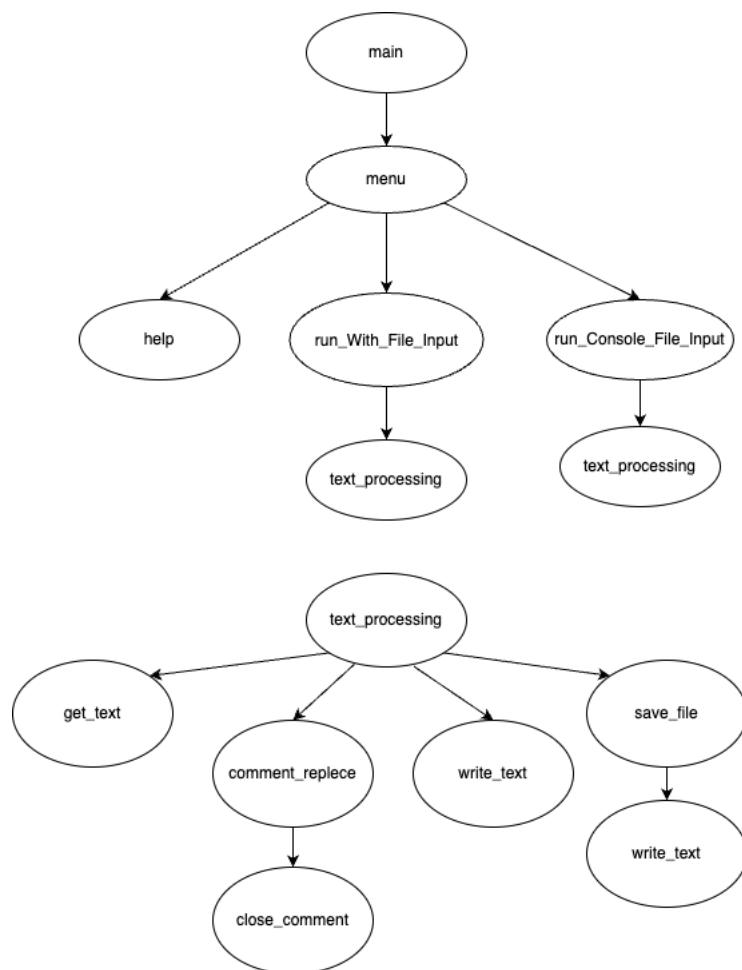 main
menu
help
run_With_File_Input
run_Console_File_Input
text_processing
text_processing
text_processing
get_text
save_file
comment_replece
write_text
write_text
close_comment